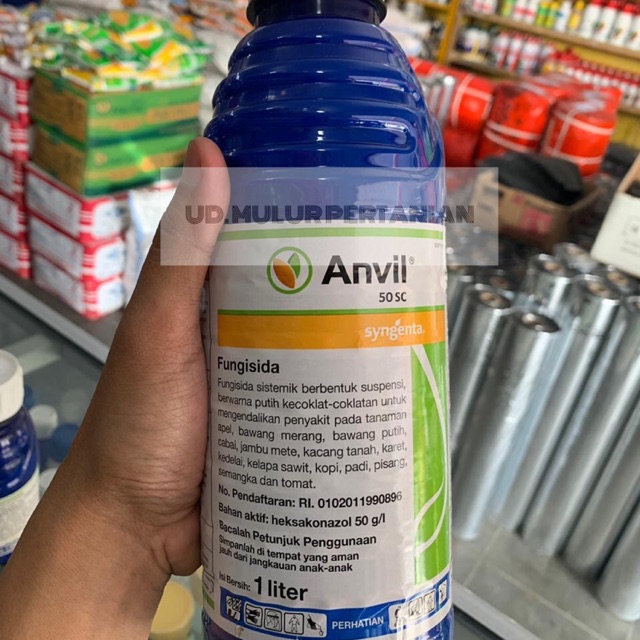 UD.MULUR PERTANIAN
Anvil®
50 SC
syngenta
Fungisida
Fungisida sistemik berbentuk suspensi,
berwarna putih kecoklat-coklatan untuk
mengendalikan penyakit pada tanaman
apel, bawang merang, bawang putih,
cabai, jambu mete, kacang tanah, karet,
kedelai, kelapa sawit, kopi, padi, pisang,
semangka dan tomat.
No. Pendaftaran: RI. 0102011990896
Bahan aktif: heksakonazol 50 g/l
Bacalah Petunjuk Penggunaan
Simpanlah di tempat yang aman
jauh dari jangkauan anak-anak
Isi Bersih: 1 liter
PERHATIAN